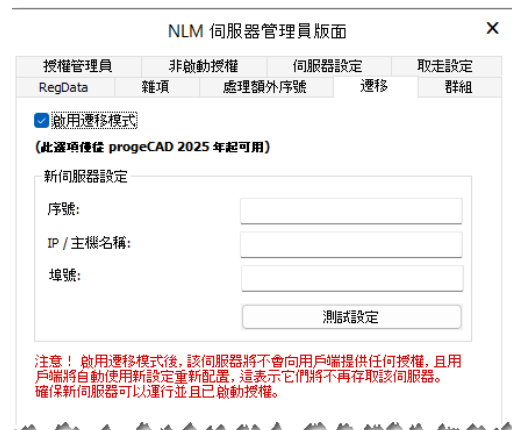 NLM 伺服器管理員版面
授權管理員 非啟動授權 伺服器設定 取走設定
RegData 雜項 處理額外序號 遷移 群組
啟用遷移模式
(此選項僅從 progeCAD 2025 年起可用)
新伺服器設定
序號:
IP / 主機名稱:
埠號:
測試設定
注意！ 啟用遷移模式後, 該伺服器將不會向用戶端提供任何授權, 且用
戶端將自動使用新設定重新配置, 這表示它們將不再存取該伺服器。
確保新伺服器可以運行並且已啟動授權。